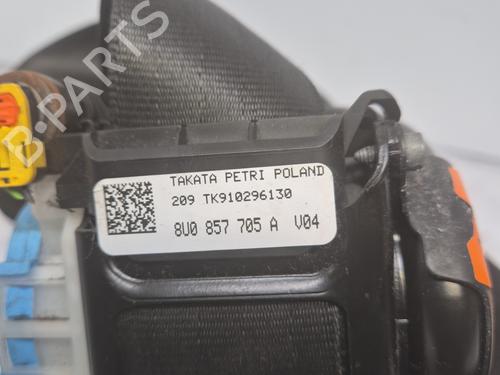 B-PARTS
TAKATA PETRI POLAND
209 TK910296130
8U0 857 705 A V04